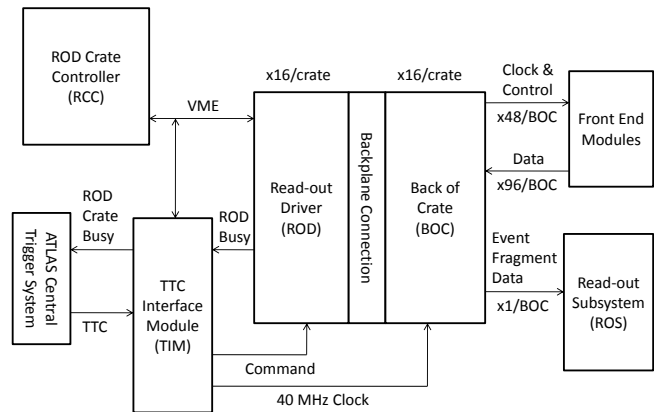 ROD Crate
Controller
(RCC)
x16/crate
x16/crate
Clock &
Control
x48/BOC
Front End
Modules
VME
Data
x96/BOC
Read-out
Driver
(ROD)
Backplane Connection
Back of
Crate
(BOC)
ROD
Crate
Busy
ROD
Busy
ATLAS Central
Trigger System
TTC
Interface
Module
(TIM)
TTC
Event
Fragment
Data
x1/BOC
Read-out
Subsystem
(ROS)
Command
40 MHz Clock